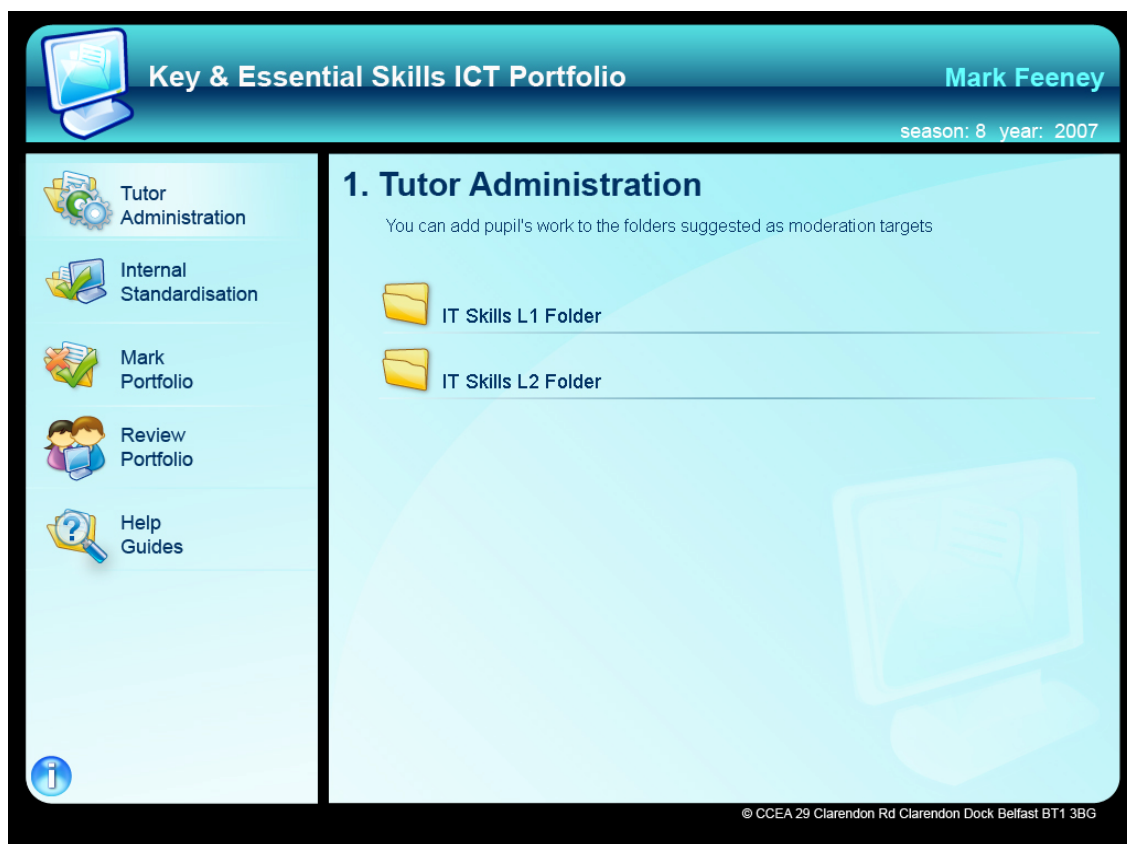 Key & Essential Skills ICT Portfolio
Mark Feeney
season: 8 year: 2007
Tutor
Administration
Internal
Standardisation
Mark
Portfolio
Review
Portfolio
Help
Guides
1. Tutor Administration
You can add pupil's work to the folders suggested as moderation targets
IT Skills L1 Folder
IT Skills L2 Folder
© CCEA 29 Clarendon Rd Clarendon Dock Belfast BT1 3BG